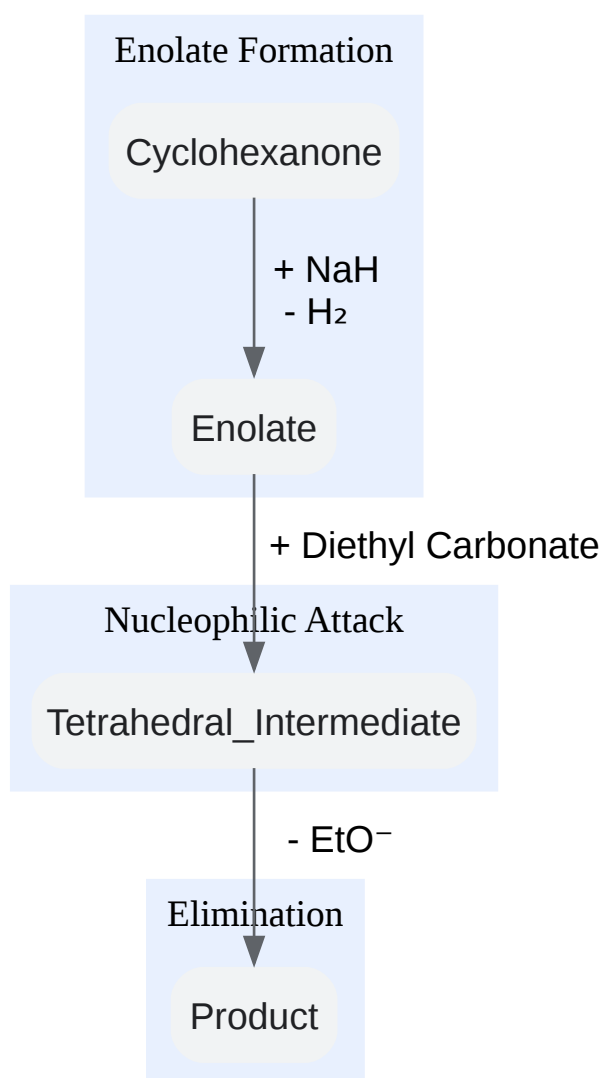 Enolate Formation
Cyclohexanone
+ NaH
- H₂
Enolate
+ Diethyl Carbonate
Nucleophilic Attack
Tetrahedral_Intermediate
- EtO⁻
Elimination
Product